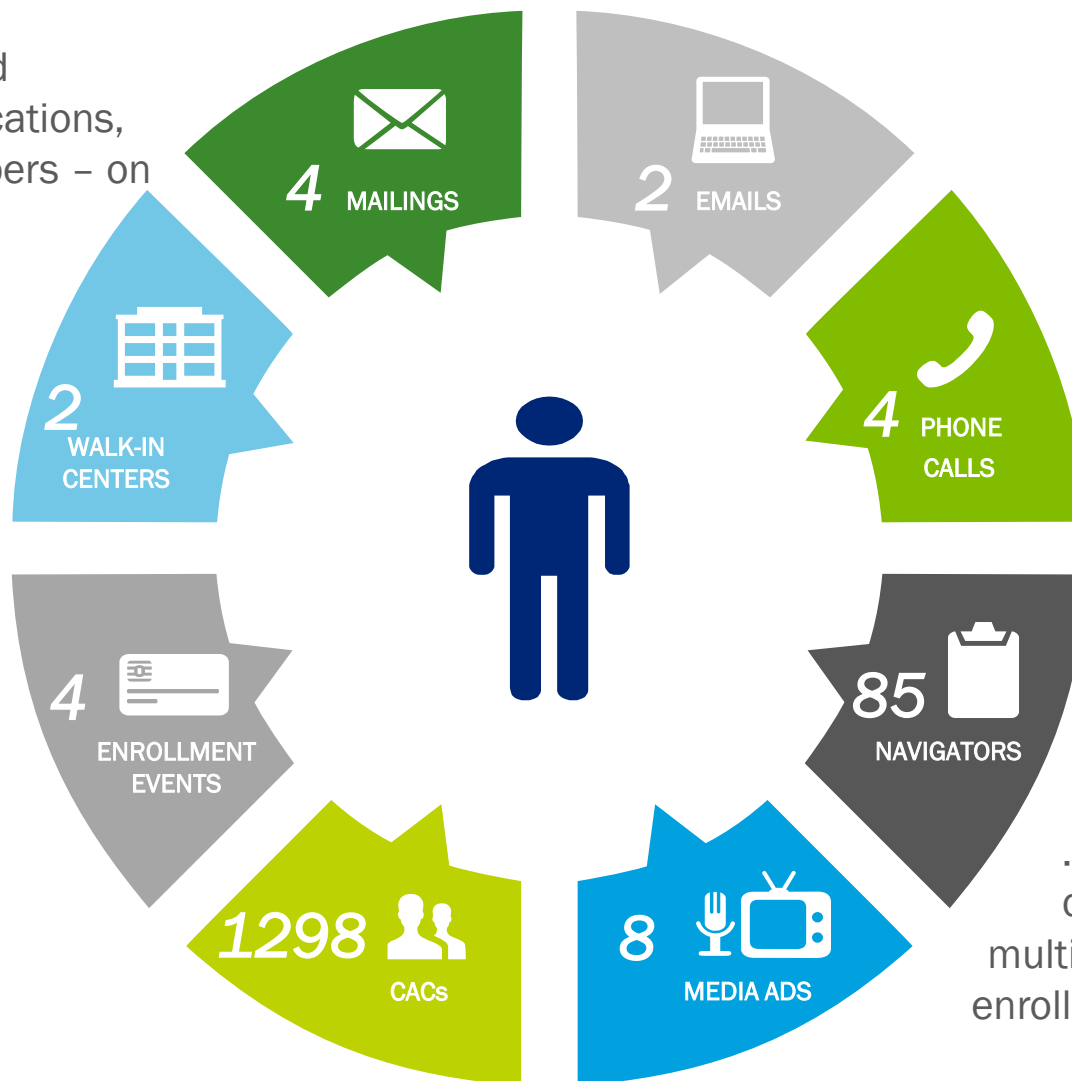 d
cations,
– on
4 MAILINGS
2 EMAILS
2
WALK-IN
CENTERS
4 PHONE
CALLS
4
ENROLLMENT
EVENTS
85
NAVIGATORS
1298
CACs
8
MEDIA ADS
multi
enroll